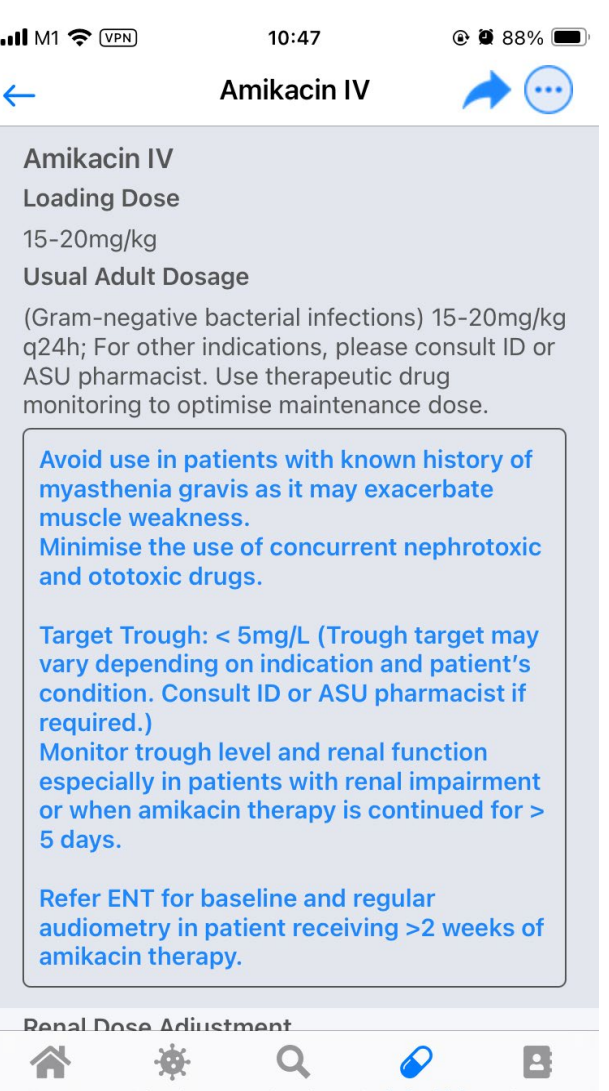 M1 VPN 10:47 88%
Amikacin IV
Amikacin IV
Loading Dose
15-20mg/kg
Usual Adult Dosage
(Gram-negative bacterial infections) 15-20mg/kg
q24h; For other indications, please consult ID or
ASU pharmacist. Use therapeutic drug
monitoring to optimise maintenance dose.
Avoid use in patients with known history of
myasthenia gravis as it may exacerbate
muscle weakness.
Minimise the use of concurrent nephrotoxic
and ototoxic drugs.
Target Trough: < 5mg/L (Trough target may
vary depending on indication and patient’s
condition. Consult ID or ASU pharmacist if
required.)
Monitor trough level and renal function
especially in patients with renal impairment
or when amikacin therapy is continued for >
5 days.
Refer ENT for baseline and regular
audiometry in patient receiving >2 weeks of
amikacin therapy.
Renal Dose Adjustment